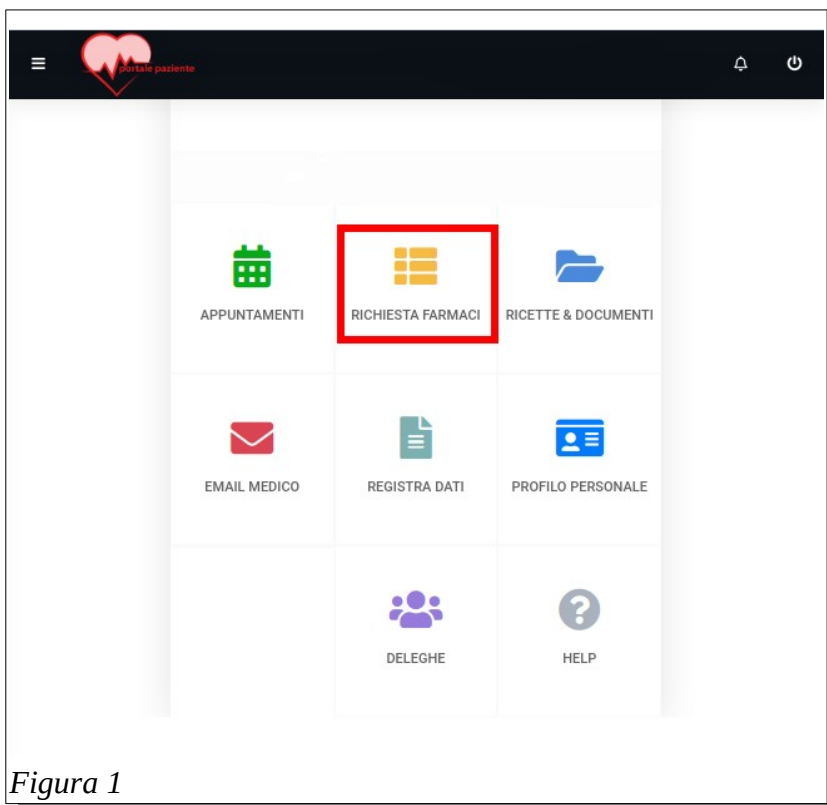 portale paziente
APPUNTAMENTI
RICHIESTA FARMACI
RICETTE & DOCUMENTI
EMAIL MEDICO
REGISTRA DATI
PROFILO PERSONALE
DELEGHE
HELP
Figura 1